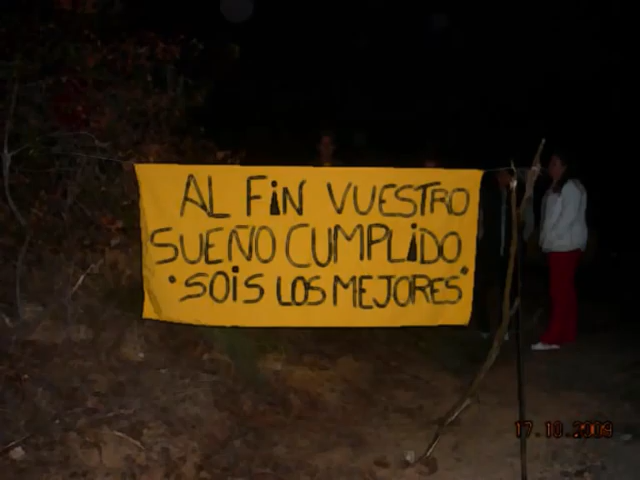 AL FiN VUESTRO
SUEÑO CUMPLiDO
"SOiS LOS MEJORES"
17.10.2009